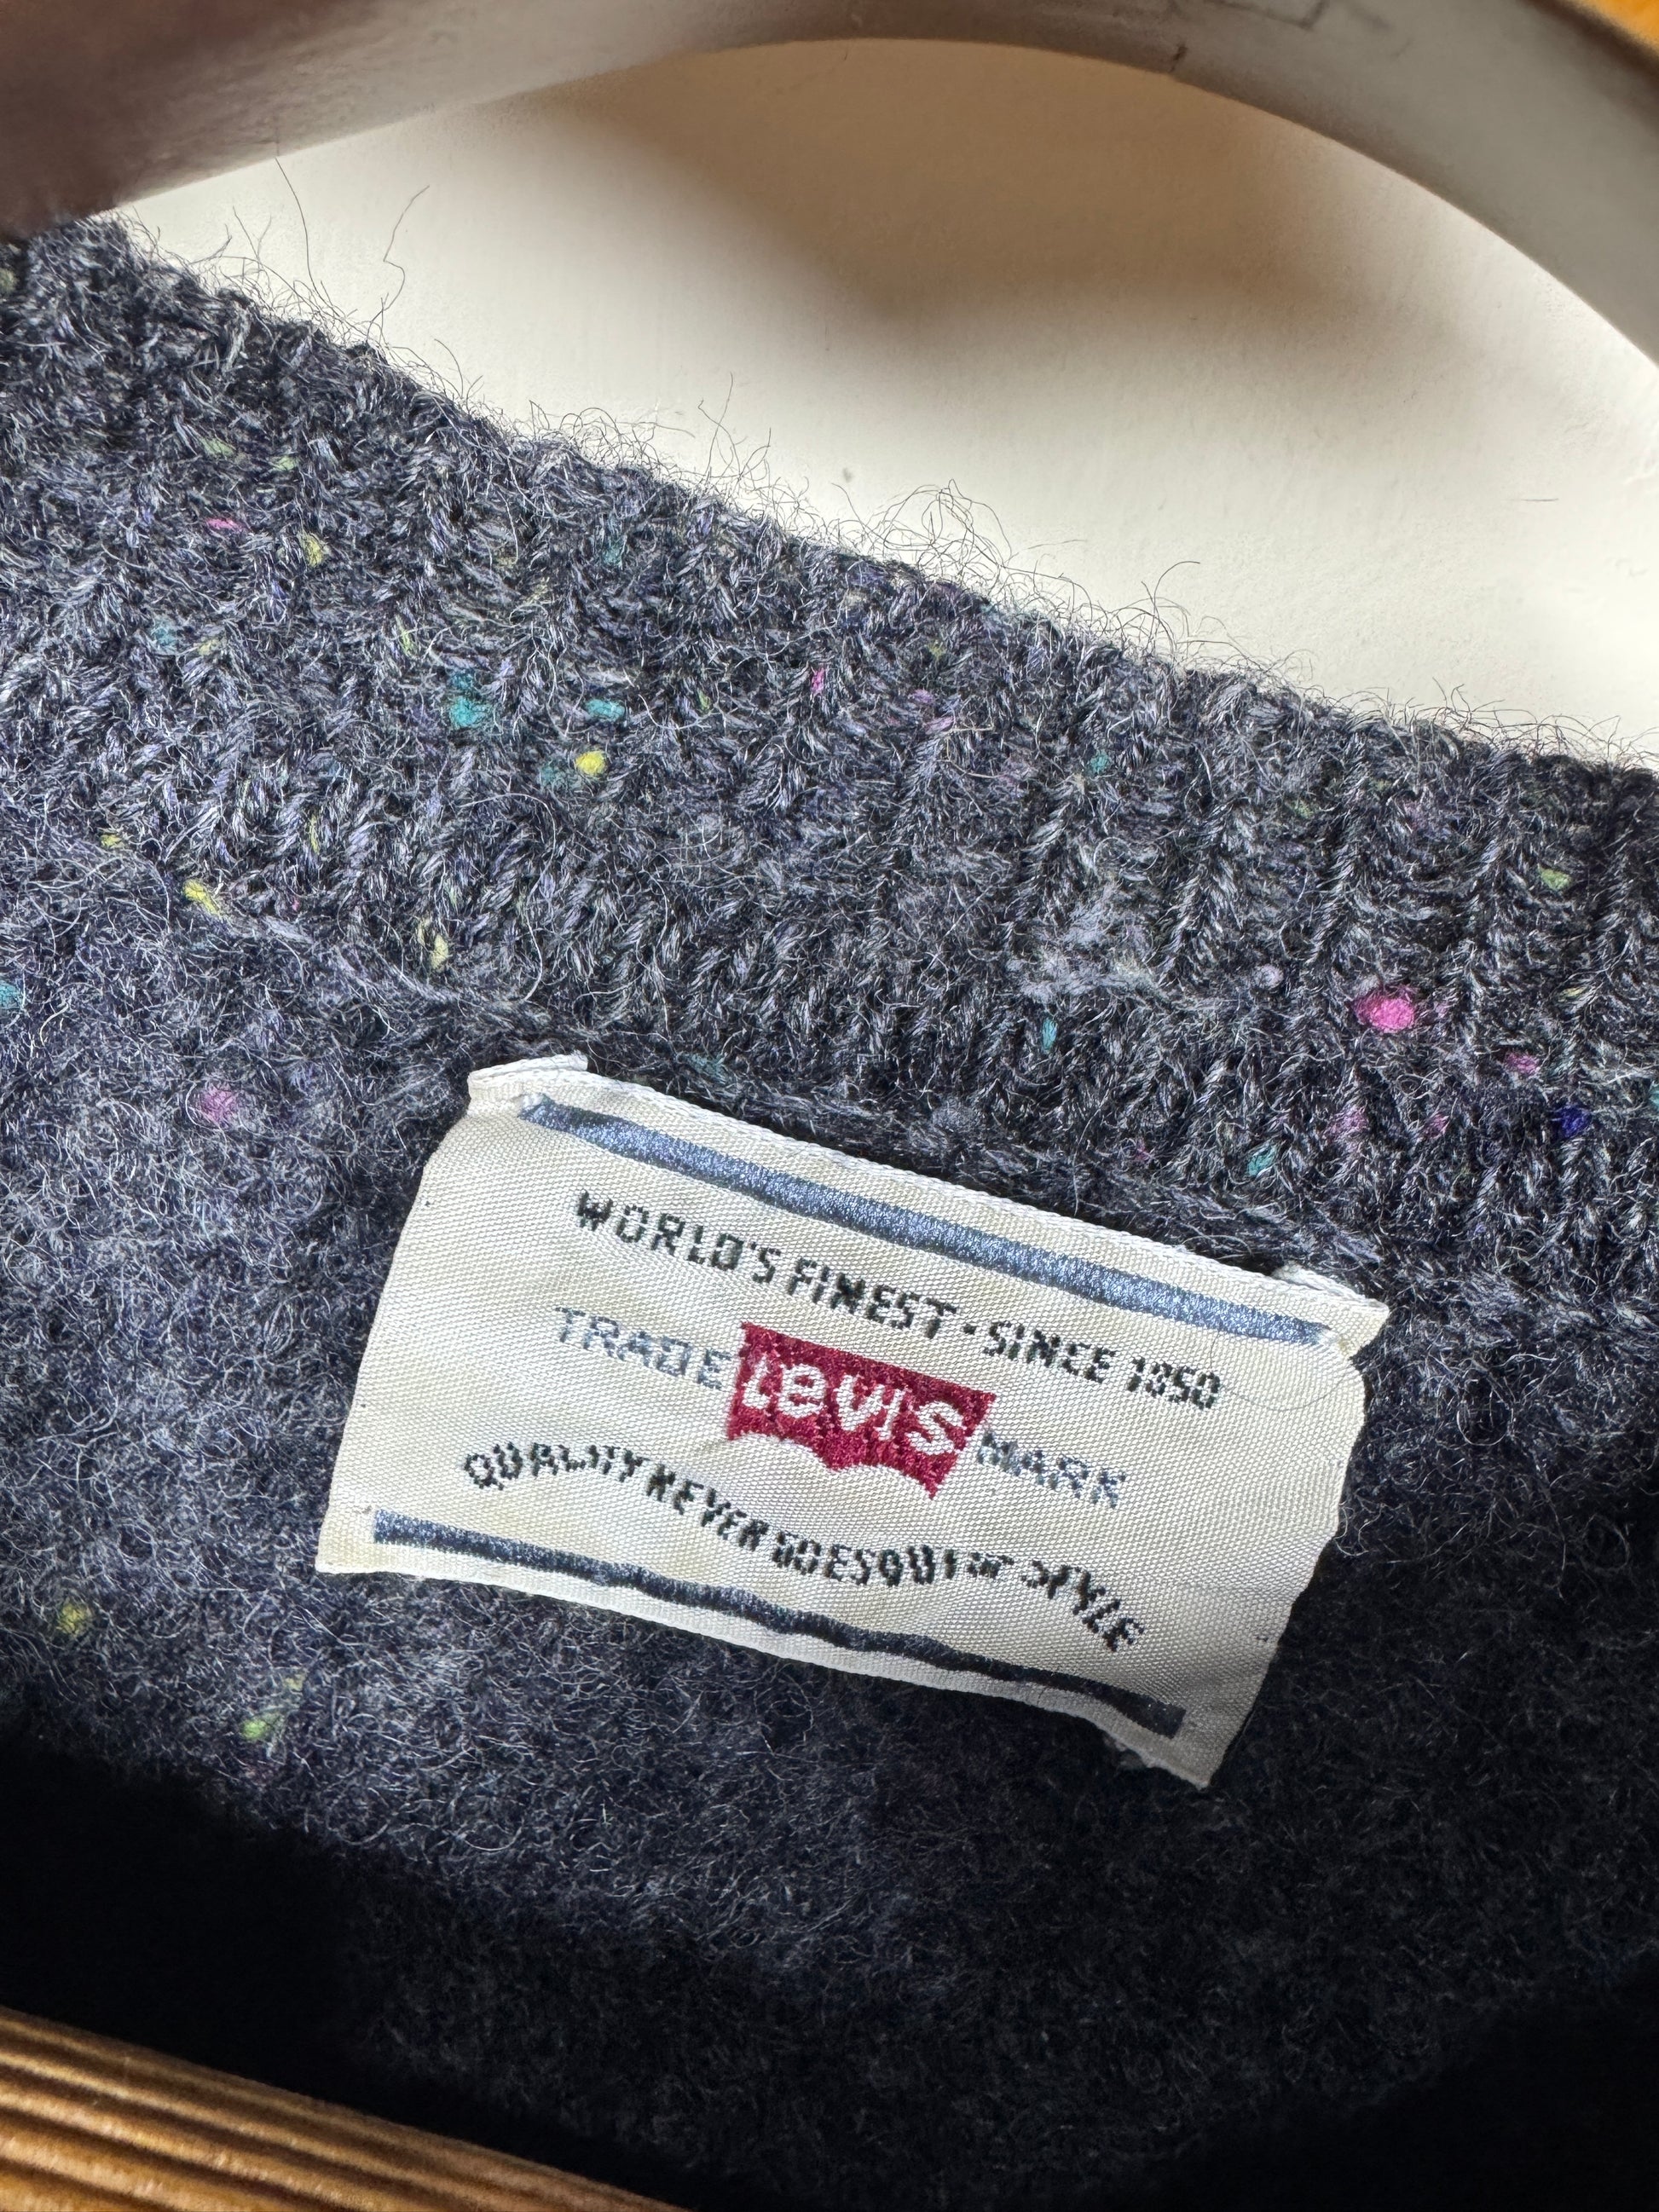 WORLD'S FINEST · SINCE 1850
TRADE Levi's MARK
QUALITY NEVER GOES OUT OF STYLE